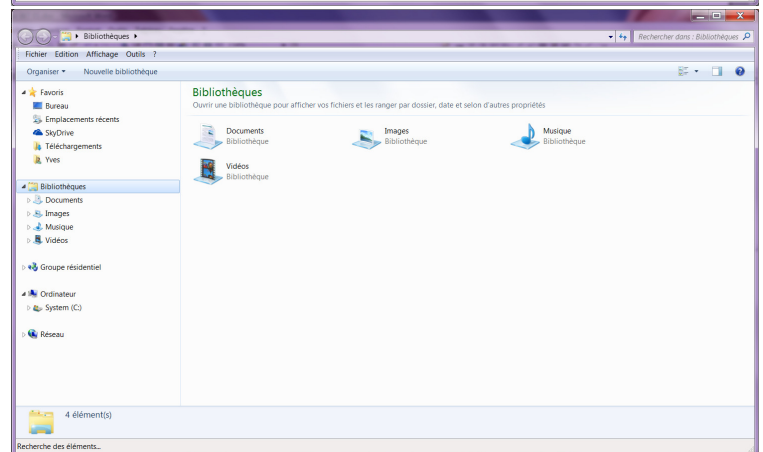 Bibliothèques
Rechercher dans : Bibliothèques
Fichier Edition Affichage Outils ?
Organiser Nouvelle bibliothèque
Favoris
Bureau
Emplacements récents
SkyDrive
Téléchargements
Yves
Bibliothèques
Documents
Images
Musique
Vidéos
Groupe résidentiel
Ordinateur
System (C:)
Réseau
Bibliothèques
Ouvrir une bibliothèque pour afficher vos fichiers et les ranger par dossier, date et selon d'autres propriétés
Documents
Bibliothèque
Images
Bibliothèque
Musique
Bibliothèque
Vidéos
Bibliothèque
4 élément(s)
Recherche des éléments...